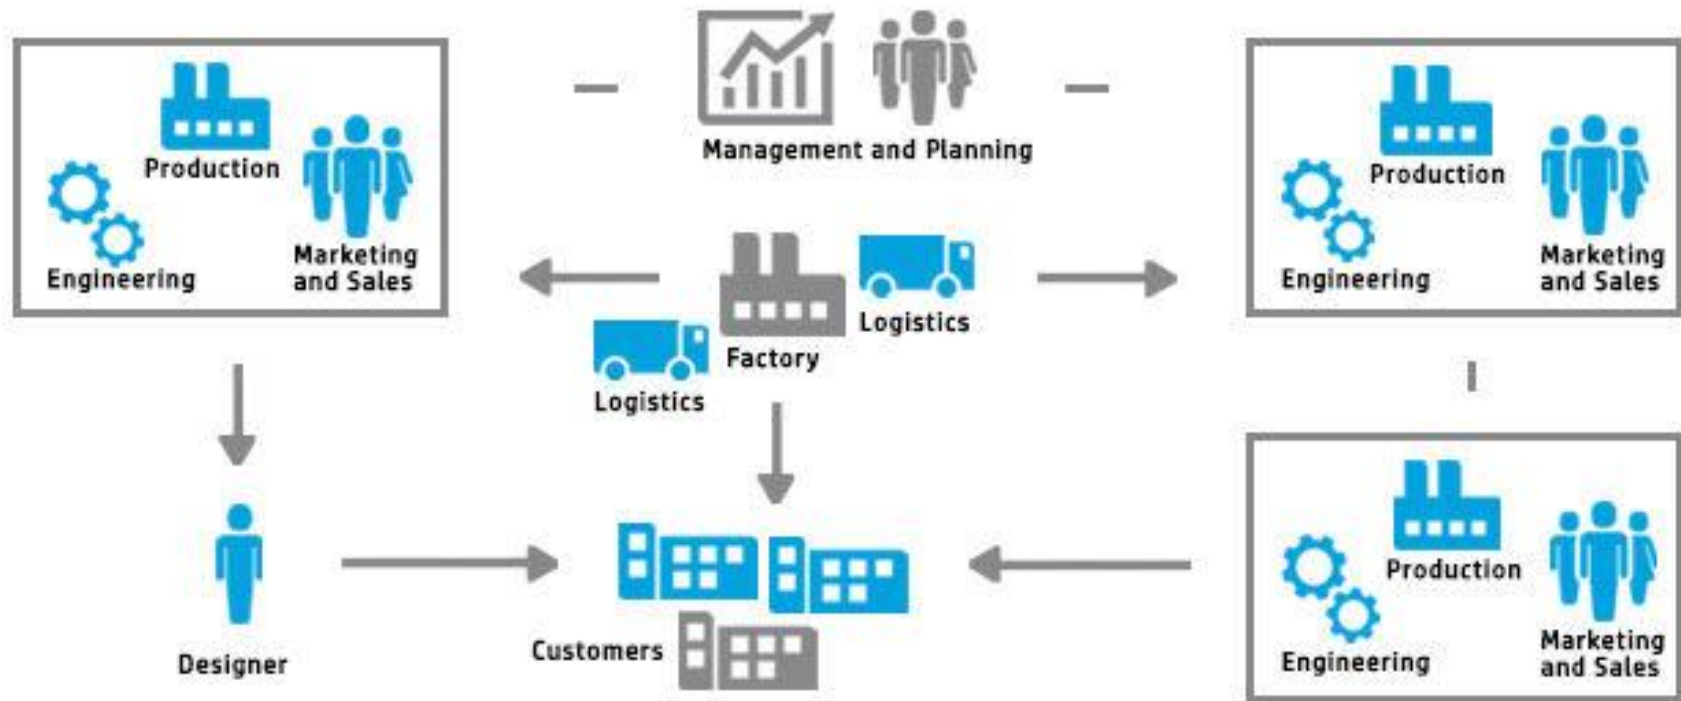 Management and Planning
Production
Engineering
Marketing
and Sales
Production
Engineering
Marketing
and Sales
Logistics
Factory
Logistics
Designer
Customers
Production
Engineering
Marketing
and Sales